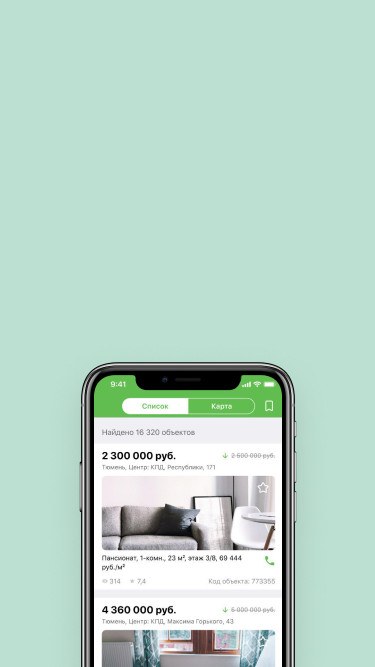 9:41
Список Карта
Найдено 16 320 объектов
2 300 000 руб. 2 500 000 руб.
Тюмень, Центр: КПД, Республики, 171
Пансионат, 1-комн., 23 м², этаж 3/8, 69 444
руб./м²
314 7,4 Код объекта: 773355
4 360 000 руб. 5 000 000 руб.
Тюмень, Центр: КПД, Максима Горького, 43